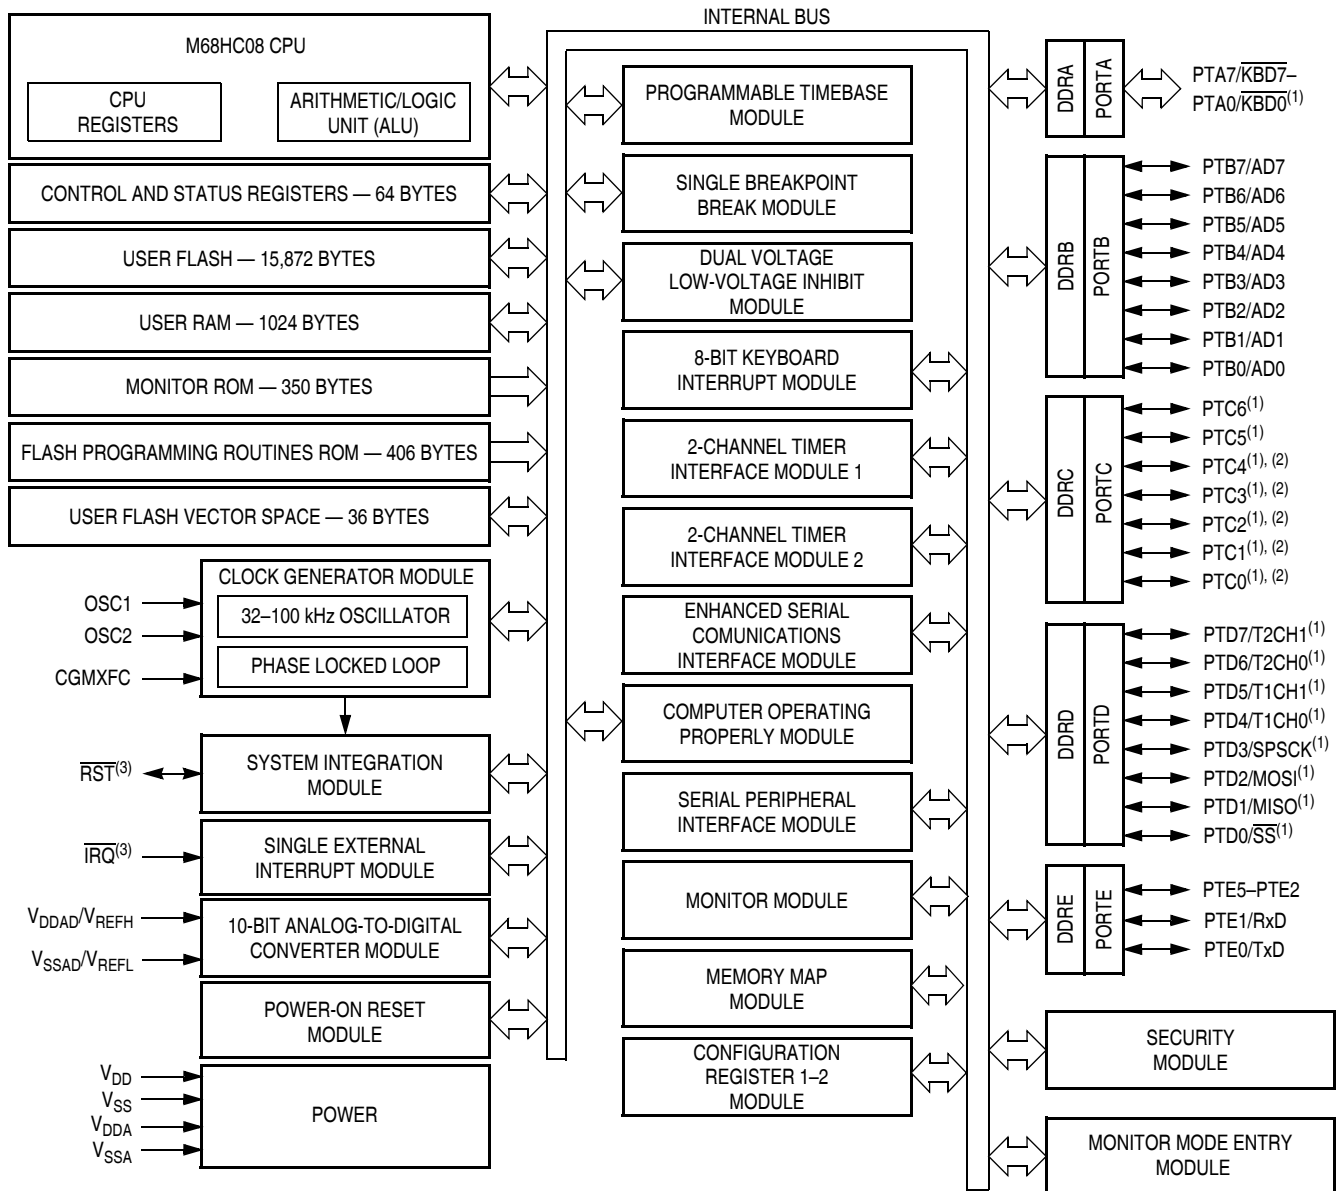 INTERNAL BUS
M68HC08 CPU
CPU
REGISTERS
ARITHMETIC/LOGIC
UNIT (ALU)
CONTROL AND STATUS REGISTERS — 64 BYTES
USER FLASH — 15,872 BYTES
USER RAM — 1024 BYTES
MONITOR ROM — 350 BYTES
FLASH PROGRAMMING ROUTINES ROM — 406 BYTES
USER FLASH VECTOR SPACE — 36 BYTES
CLOCK GENERATOR MODULE
32–100 kHz OSCILLATOR
PHASE LOCKED LOOP
OSC1
OSC2
CGMXFC
SYSTEM INTEGRATION
MODULE
RST(3)
SINGLE EXTERNAL
INTERRUPT MODULE
IRQ(3)
10-BIT ANALOG-TO-DIGITAL
CONVERTER MODULE
VDDAD/VREFH
VSSAD/VREFL
POWER-ON RESET
MODULE
POWER
VDD
VSS
VDDA
VSSA
PROGRAMMABLE TIMEBASE
MODULE
SINGLE BREAKPOINT
BREAK MODULE
DUAL VOLTAGE
LOW-VOLTAGE INHIBIT
MODULE
8-BIT KEYBOARD
INTERRUPT MODULE
2-CHANNEL TIMER
INTERFACE MODULE 1
2-CHANNEL TIMER
INTERFACE MODULE 2
ENHANCED SERIAL
COMUNICATIONS
INTERFACE MODULE
COMPUTER OPERATING
PROPERLY MODULE
SERIAL PERIPHERAL
INTERFACE MODULE
MONITOR MODULE
MEMORY MAP
MODULE
CONFIGURATION
REGISTER 1–2
MODULE
DDRA
PORTA
PTA7/KBD7–
PTA0/KBD0(1)
DDRB
PORTB
PTB7/AD7
PTB6/AD6
PTB5/AD5
PTB4/AD4
PTB3/AD3
PTB2/AD2
PTB1/AD1
PTB0/AD0
DDRC
PORTC
PTC6(1)
PTC5(1)
PTC4(1), (2)
PTC3(1), (2)
PTC2(1), (2)
PTC1(1), (2)
PTC0(1), (2)
DDRD
PORTD
PTD7/T2CH1(1)
PTD6/T2CH0(1)
PTD5/T1CH1(1)
PTD4/T1CH0(1)
PTD3/SPSCK(1)
PTD2/MOSI(1)
PTD1/MISO(1)
PTD0/SS(1)
DDRE
PORTE
PTE5–PTE2
PTE1/RxD
PTE0/TxD
SECURITY
MODULE
MONITOR MODE ENTRY
MODULE